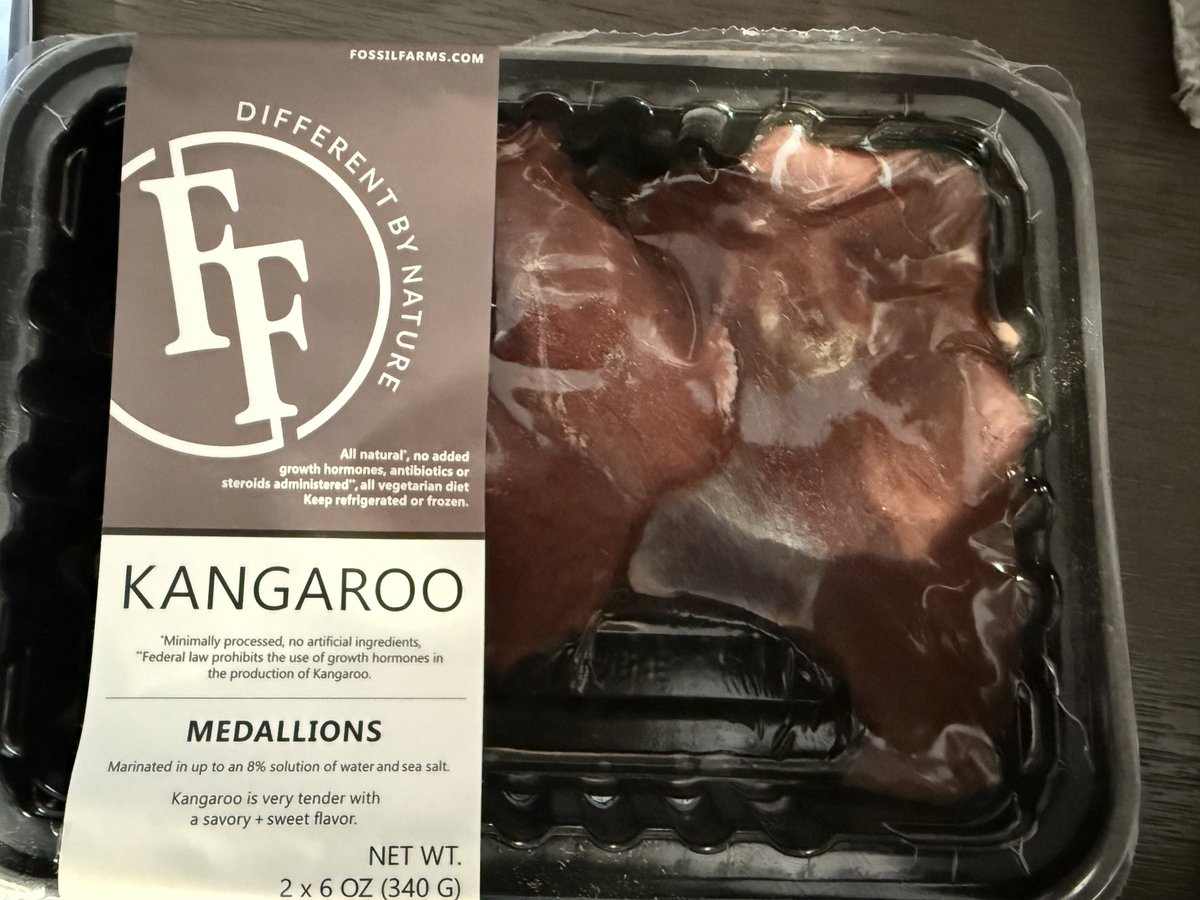 FOSSILFARMS.COM
DIFFERENT BY NATURE
FF
All natural*, no added
growth hormones, antibiotics or
steroids administered**, all vegetarian diet
Keep refrigerated or frozen.
KANGAROO
*Minimally processed, no artificial ingredients,
**Federal law prohibits the use of growth hormones in
the production of Kangaroo.
MEDALLIONS
Marinated in up to an 8% solution of water and sea salt.
Kangaroo is very tender with
a savory + sweet flavor.
NET WT.
2 x 6 OZ (340 G)